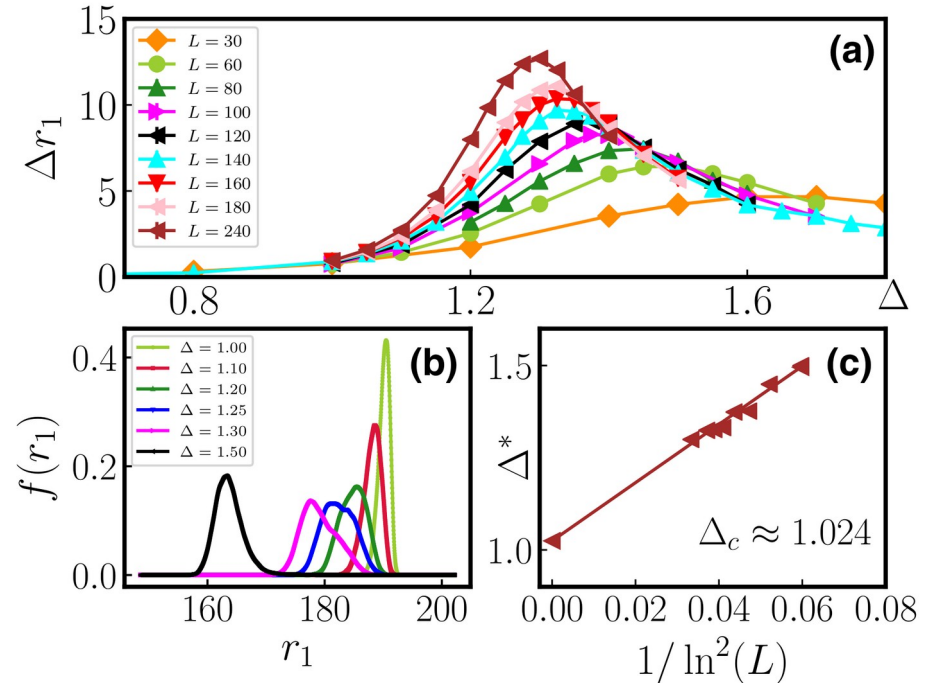 (a)
15
10
5
0
Δr₁
L = 30
L = 60
L = 80
L = 100
L = 120
L = 140
L = 160
L = 180
L = 240
0.8 1.2 1.6 Δ
(b)
0.4
0.2
0.0
f(r₁)
Δ = 1.00
Δ = 1.10
Δ = 1.20
Δ = 1.25
Δ = 1.30
Δ = 1.50
160 180 200
r₁
(c)
1.5
1.0
Δ*
Δc ≈ 1.024
0.00 0.02 0.04 0.06 0.08
1/ ln²(L)